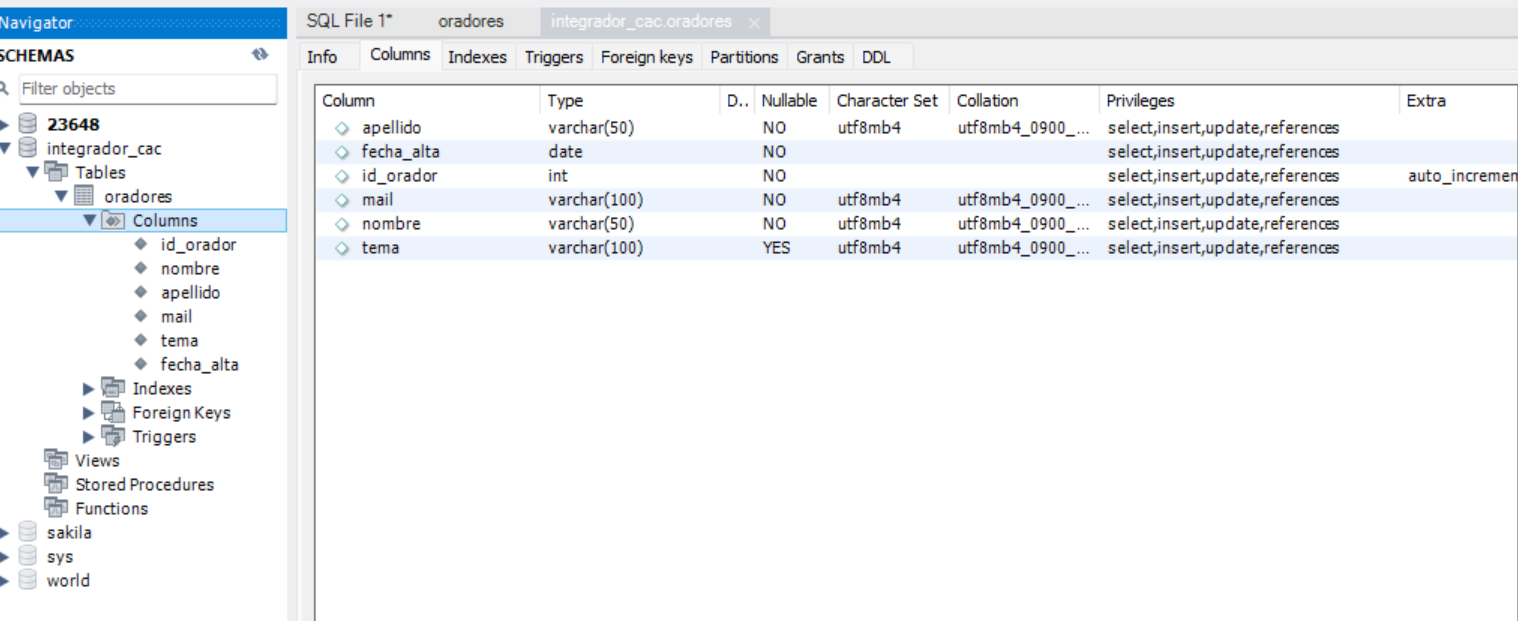 Navigator
SCHEMAS
Filter objects
23648
integrador_cac
Tables
oradores
Columns
id_orador
nombre
apellido
mail
tema
fecha_alta
Indexes
Foreign Keys
Triggers
Views
Stored Procedures
Functions
sakila
sys
world
SQL File 1* oradores integrador_cac.oradores
Info Columns Indexes Triggers Foreign keys Partitions Grants DDL
Column Type D.. Nullable Character Set Collation Privileges Extra
apellido varchar(50) NO utf8mb4 utf8mb4_0900_... select,insert,update,references
fecha_alta date NO select,insert,update,references
id_orador int NO select,insert,update,references auto_incremen
mail varchar(100) NO utf8mb4 utf8mb4_0900_... select,insert,update,references
nombre varchar(50) NO utf8mb4 utf8mb4_0900_... select,insert,update,references
tema varchar(100) YES utf8mb4 utf8mb4_0900_... select,insert,update,references